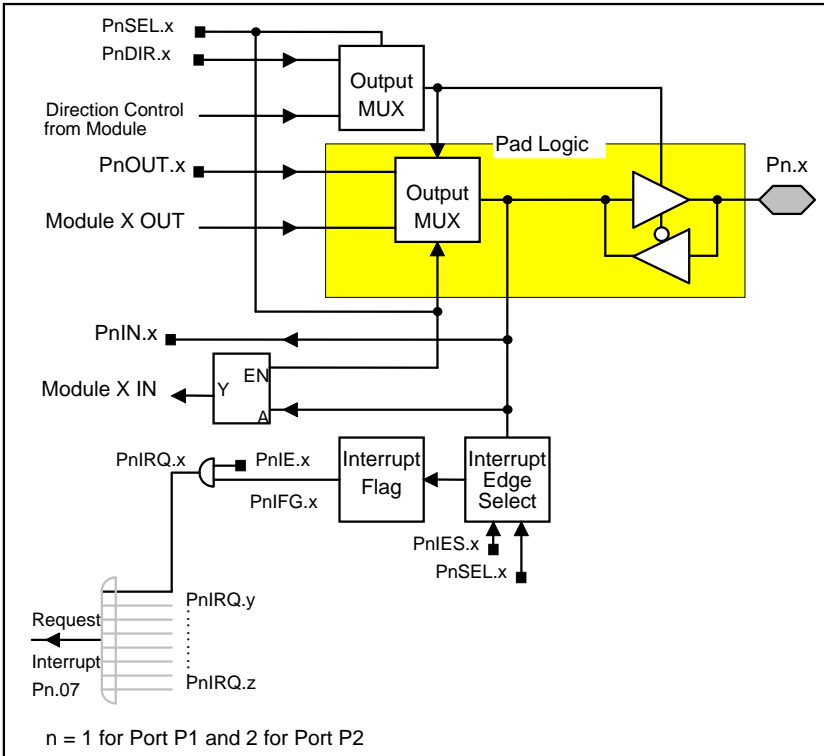 PnSEL.x
PnDIR.x
Output
MUX
Direction Control
from Module
Pad Logic
PnOUT.x
Pn.x
Output
MUX
Module X OUT
PnIN.x
Module X IN
Y
EN
A
PnIRQ.x
PnIE.x
PnIFG.x
Interrupt
Flag
Interrupt
Edge
Select
PnIES.x
PnSEL.x
PnIRQ.y
PnIRQ.z
Request
Interrupt
Pn.07
n = 1 for Port P1 and 2 for Port P2